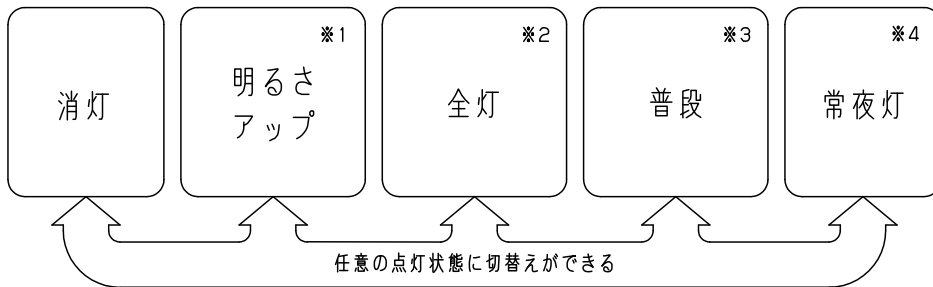 消灯
※1
明るさ
アップ
※2
全灯
※3
普段
※4
常夜灯
任意の点灯状態に切替えができる